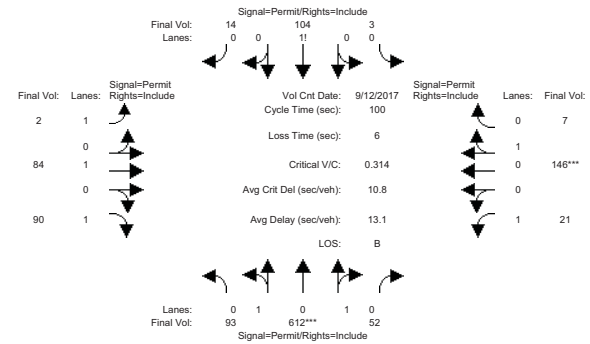 Signal=Permit/Rights=Include
Final Vol: 14 104 3
Lanes: 0 0 1! 0 0
Signal=Permit
Final Vol: Lanes: Rights=Include
Vol Cnt Date: 9/12/2017
Signal=Permit
Rights=Include Lanes: Final Vol:
Cycle Time (sec): 100
2 1
0 7
Loss Time (sec): 6
0
1
84 1
Critical V/C: 0.314
0 146***
0
Avg Crit Del (sec/veh): 10.8
0
90 1
Avg Delay (sec/veh): 13.1
1 21
LOS: B
Lanes: 0 1 0 1 0
Final Vol: 93 612*** 52
Signal=Permit/Rights=Include